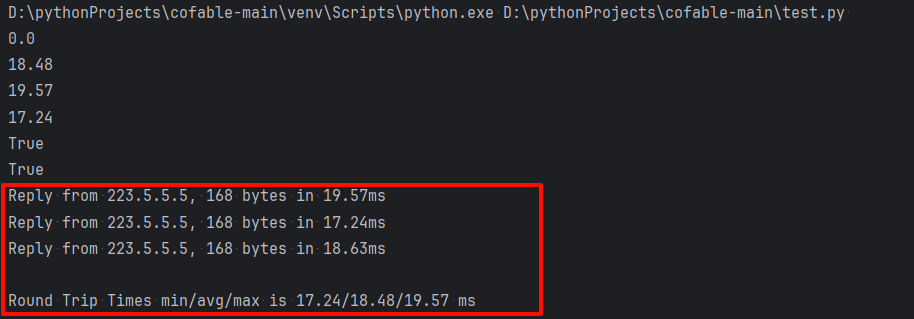 D:\pythonProjects\cofable-main\venv\Scripts\python.exe D:\pythonProjects\cofable-main\test.py
0.0
18.48
19.57
17.24
True
True
Reply from 223.5.5.5, 168 bytes in 19.57ms
Reply from 223.5.5.5, 168 bytes in 17.24ms
Reply from 223.5.5.5, 168 bytes in 18.63ms
Round Trip Times min/avg/max is 17.24/18.48/19.57 ms